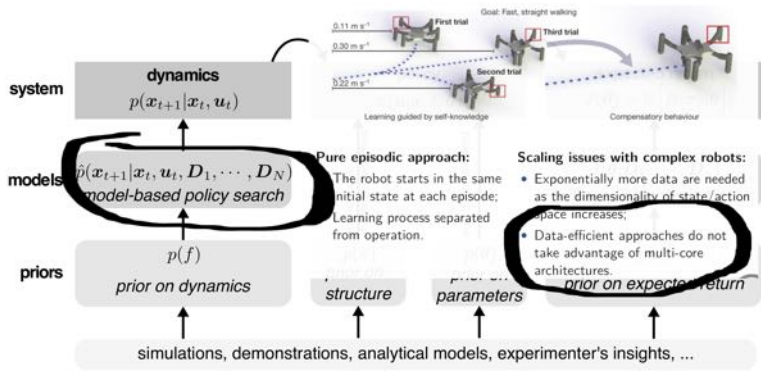 Goal: Fast, straight walking
0.11 m s⁻¹
First trial
0.30 m s⁻¹
Third trial
Second trial
0.22 m s⁻¹
Learning guided by self-knowledge
Compensatory behaviour
system
dynamics
p(xₜ₊₁|xₜ, uₜ)
models
p̂(xₜ₊₁|xₜ, uₜ, D₁, ⋯, D_N)
model-based policy search
Pure episodic approach:
The robot starts in the same
initial state at each episode;
Learning process separated
from operation.
Scaling issues with complex robots:
• Exponentially more data are needed
as the dimensionality of state/action
space increases;
• Data-efficient approaches do not
take advantage of multi-core
architectures.
priors
p(f)
prior on dynamics
prior on
structure
prior on
parameters
prior on expected return
simulations, demonstrations, analytical models, experimenter's insights, ...